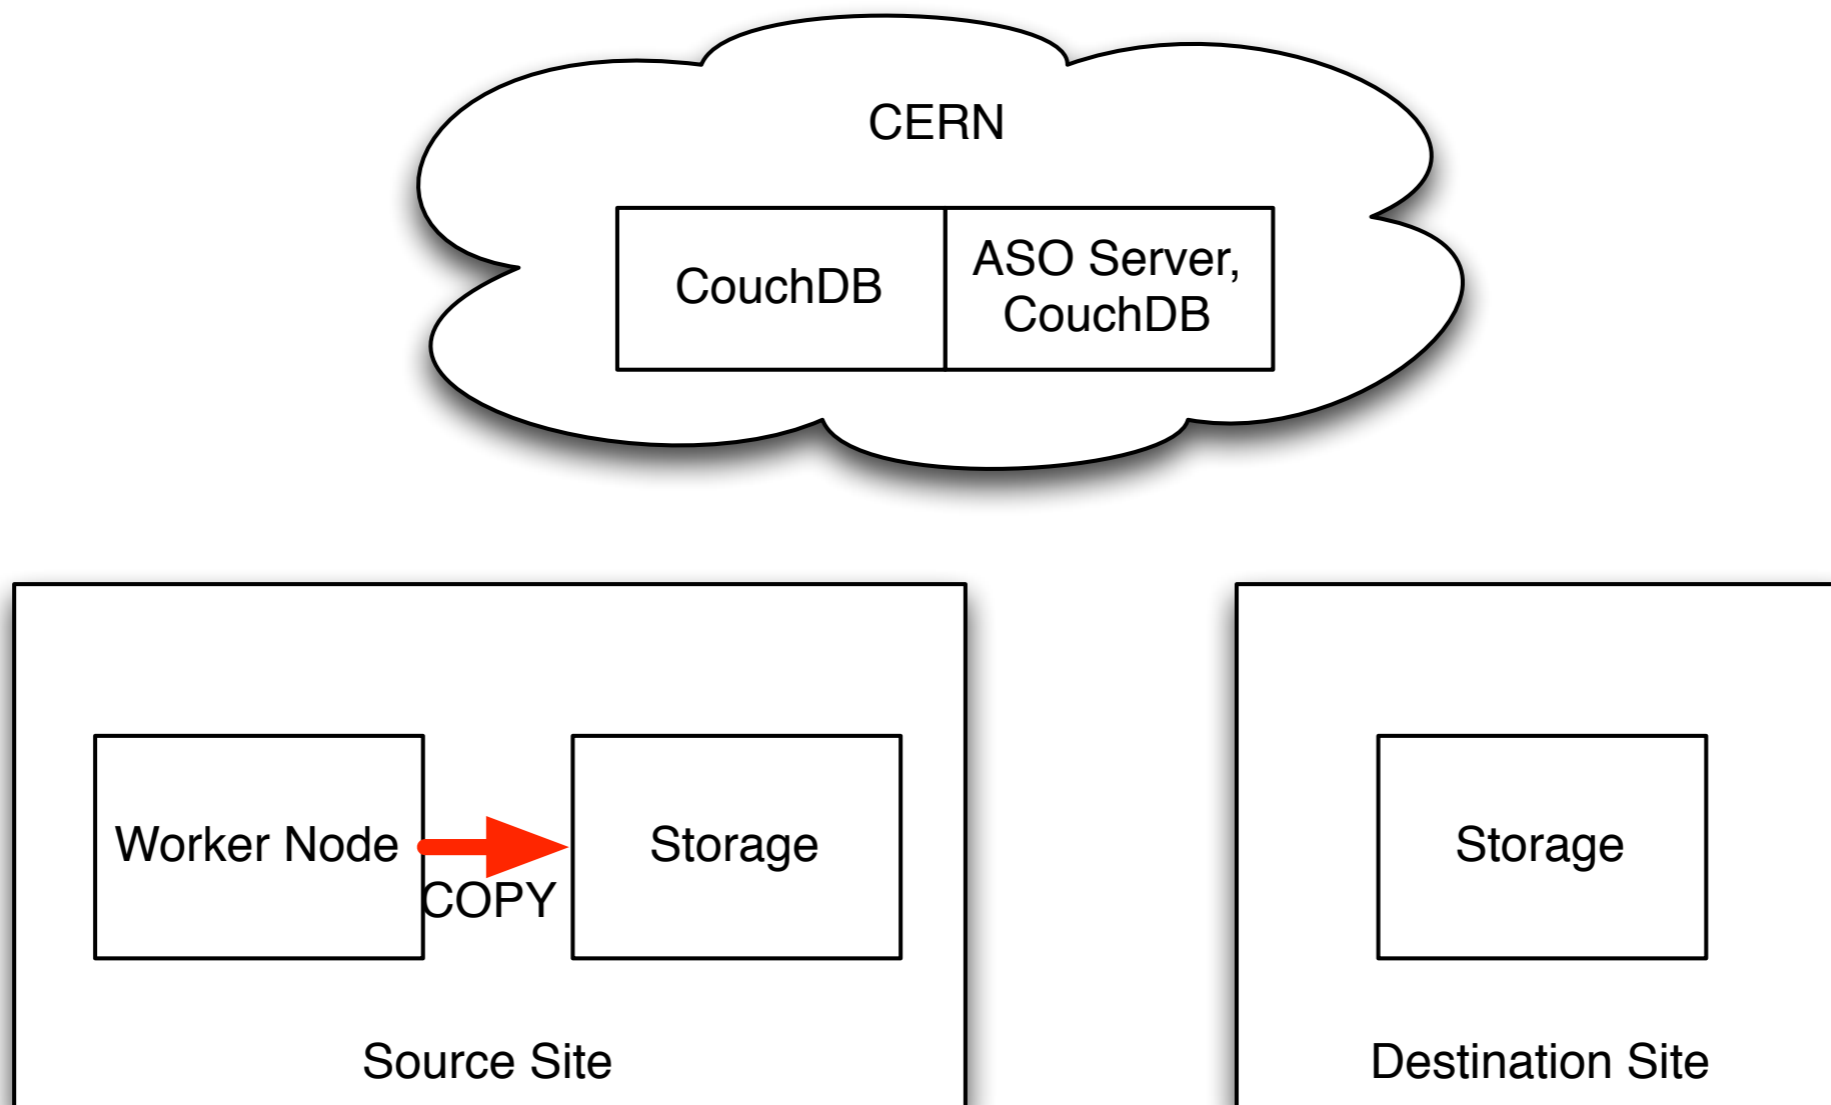 CERN
CouchDB
ASO Server,
CouchDB
Worker Node
COPY
Storage
Storage
Source Site
Destination Site